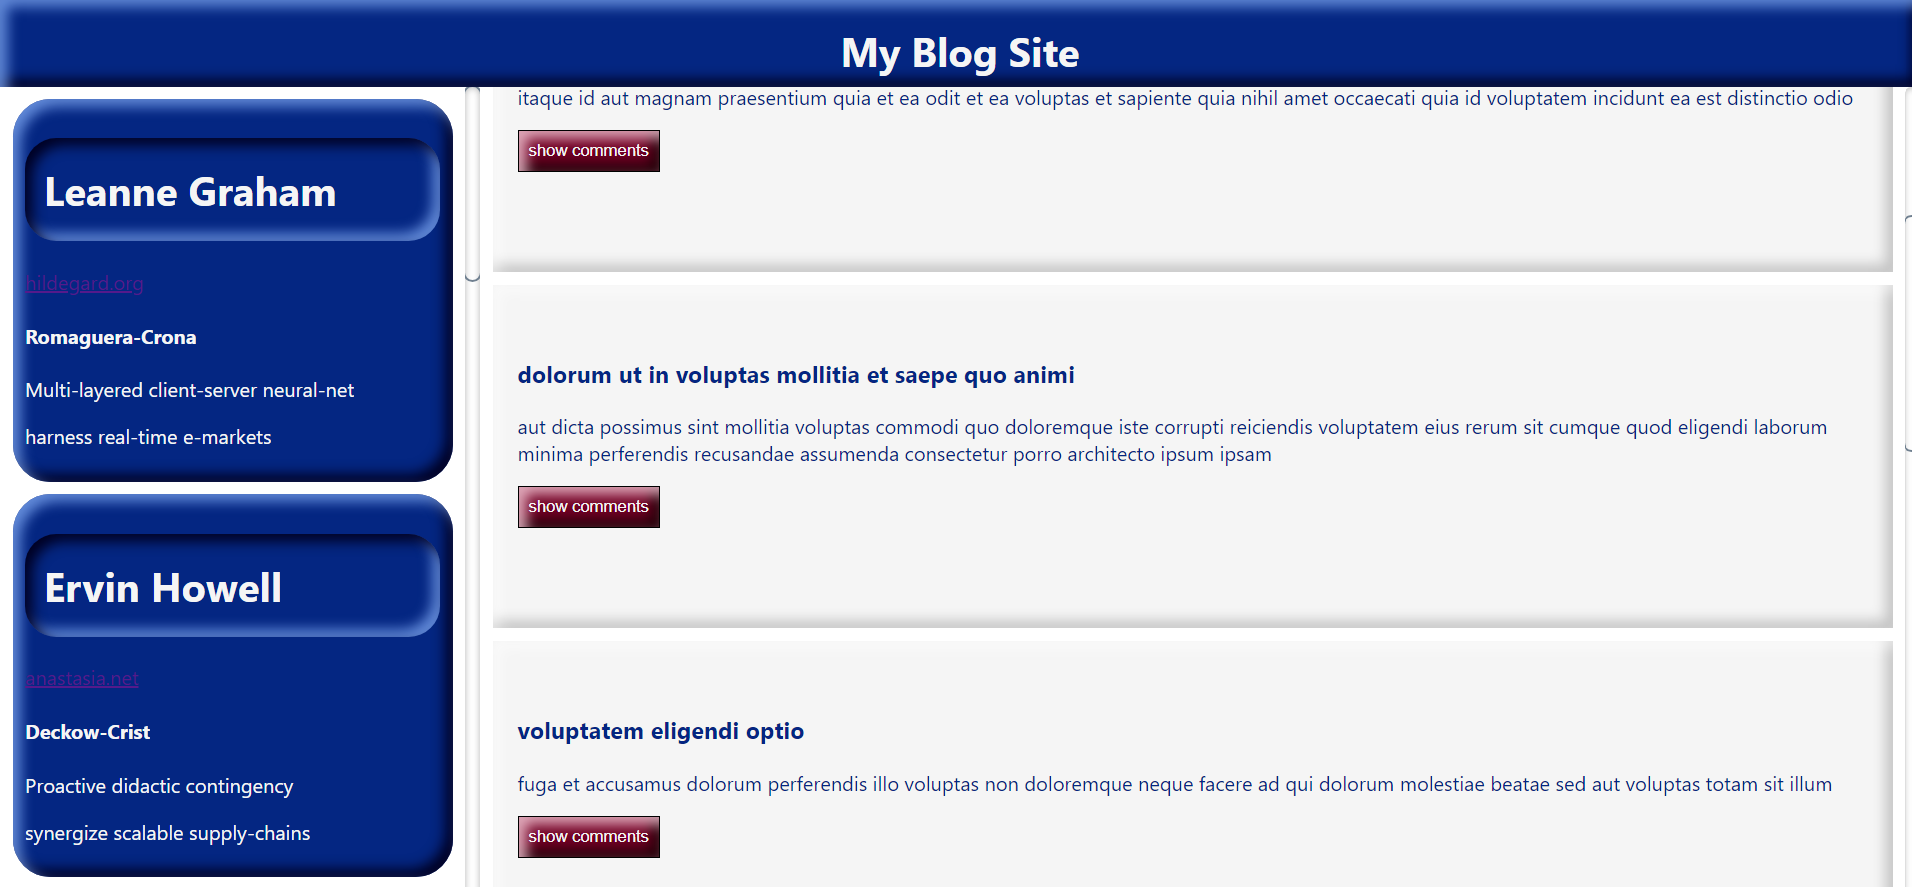 My Blog Site
Leanne Graham
hildegard.org
Romaguera-Crona
Multi-layered client-server neural-net
harness real-time e-markets
Ervin Howell
anastasia.net
Deckow-Crist
Proactive didactic contingency
synergize scalable supply-chains
itaque id aut magnam praesentium quia et ea odit et ea voluptas et sapiente quia nihil amet occaecati quia id voluptatem incidunt ea est distinctio odio
show comments
dolorum ut in voluptas mollitia et saepe quo animi
aut dicta possimus sint mollitia voluptas commodi quo doloremque iste corrupti reiciendis voluptatem eius rerum sit cumque quod eligendi laborum
minima perferendis recusandae assumenda consectetur porro architecto ipsum ipsam
show comments
voluptatem eligendi optio
fuga et accusamus dolorum perferendis illo voluptas non doloremque neque facere ad qui dolorum molestiae beatae sed aut voluptas totam sit illum
show comments